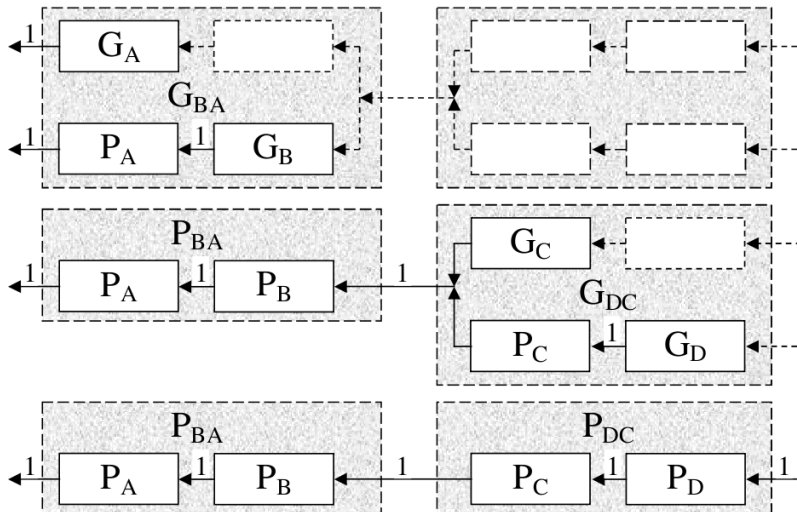 1 G_A
G_BA
1 P_A 1 G_B
P_BA G_C
1 P_A 1 P_B 1 G_DC
P_C 1 G_D
P_BA P_DC
1 P_A 1 P_B 1 P_C 1 P_D 1